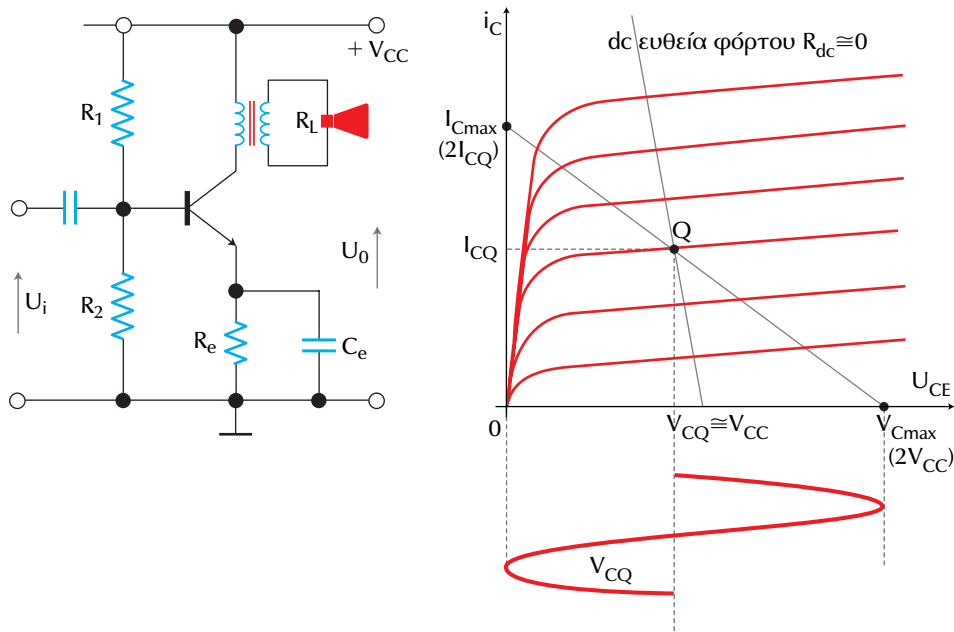 + V_CC
R_1
R_L
R_2
U_i
U_0
R_e
C_e
i_C
dc ευθεία φόρτου R_dc≅0
I_Cmax
(2I_CQ)
I_CQ
Q
U_CE
0
V_CQ≅V_CC
V_Cmax
(2V_CC)
V_CQ